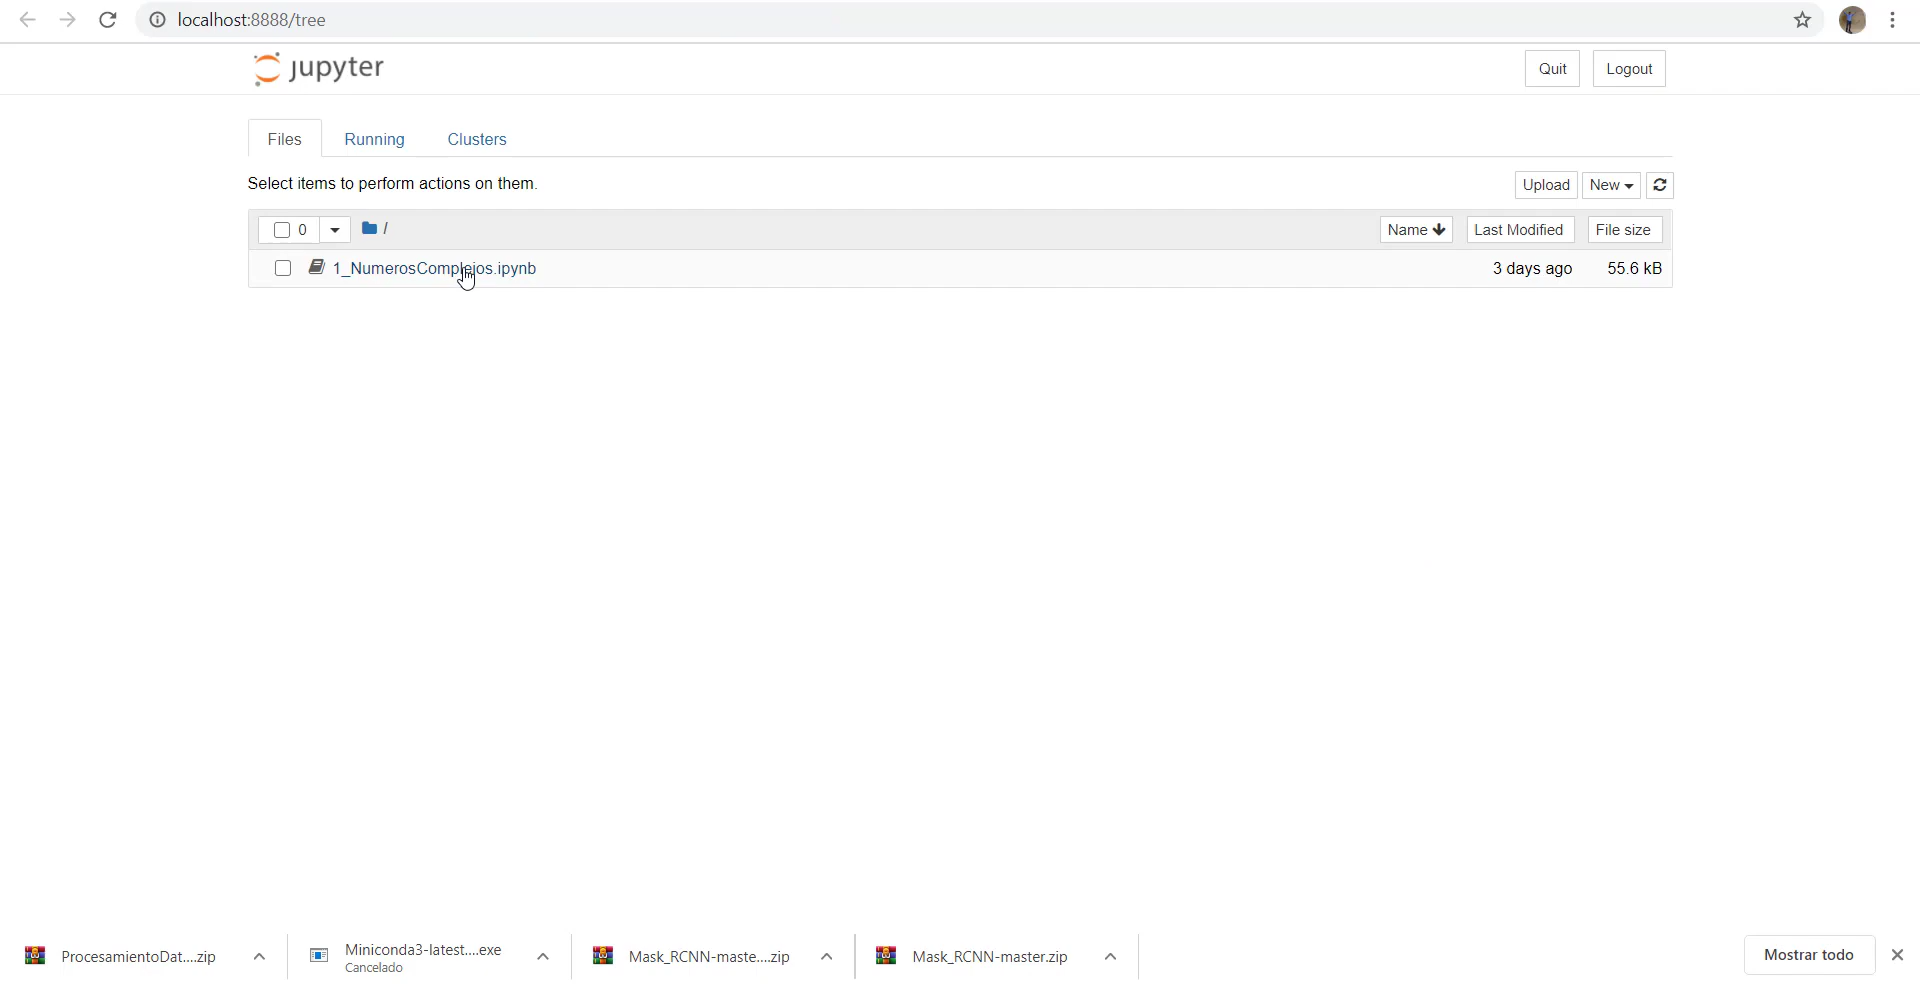 localhost:8888/tree
jupyter
Quit Logout
Files Running Clusters
Select items to perform actions on them.
Upload New
0 / Name Last Modified File size
1_NumerosComplejos.ipynb 3 days ago 55.6 kB
ProcesamientoDat....zip Miniconda3-latest....exe Mask_RCNN-maste....zip Mask_RCNN-master.zip Mostrar todo
Cancelado